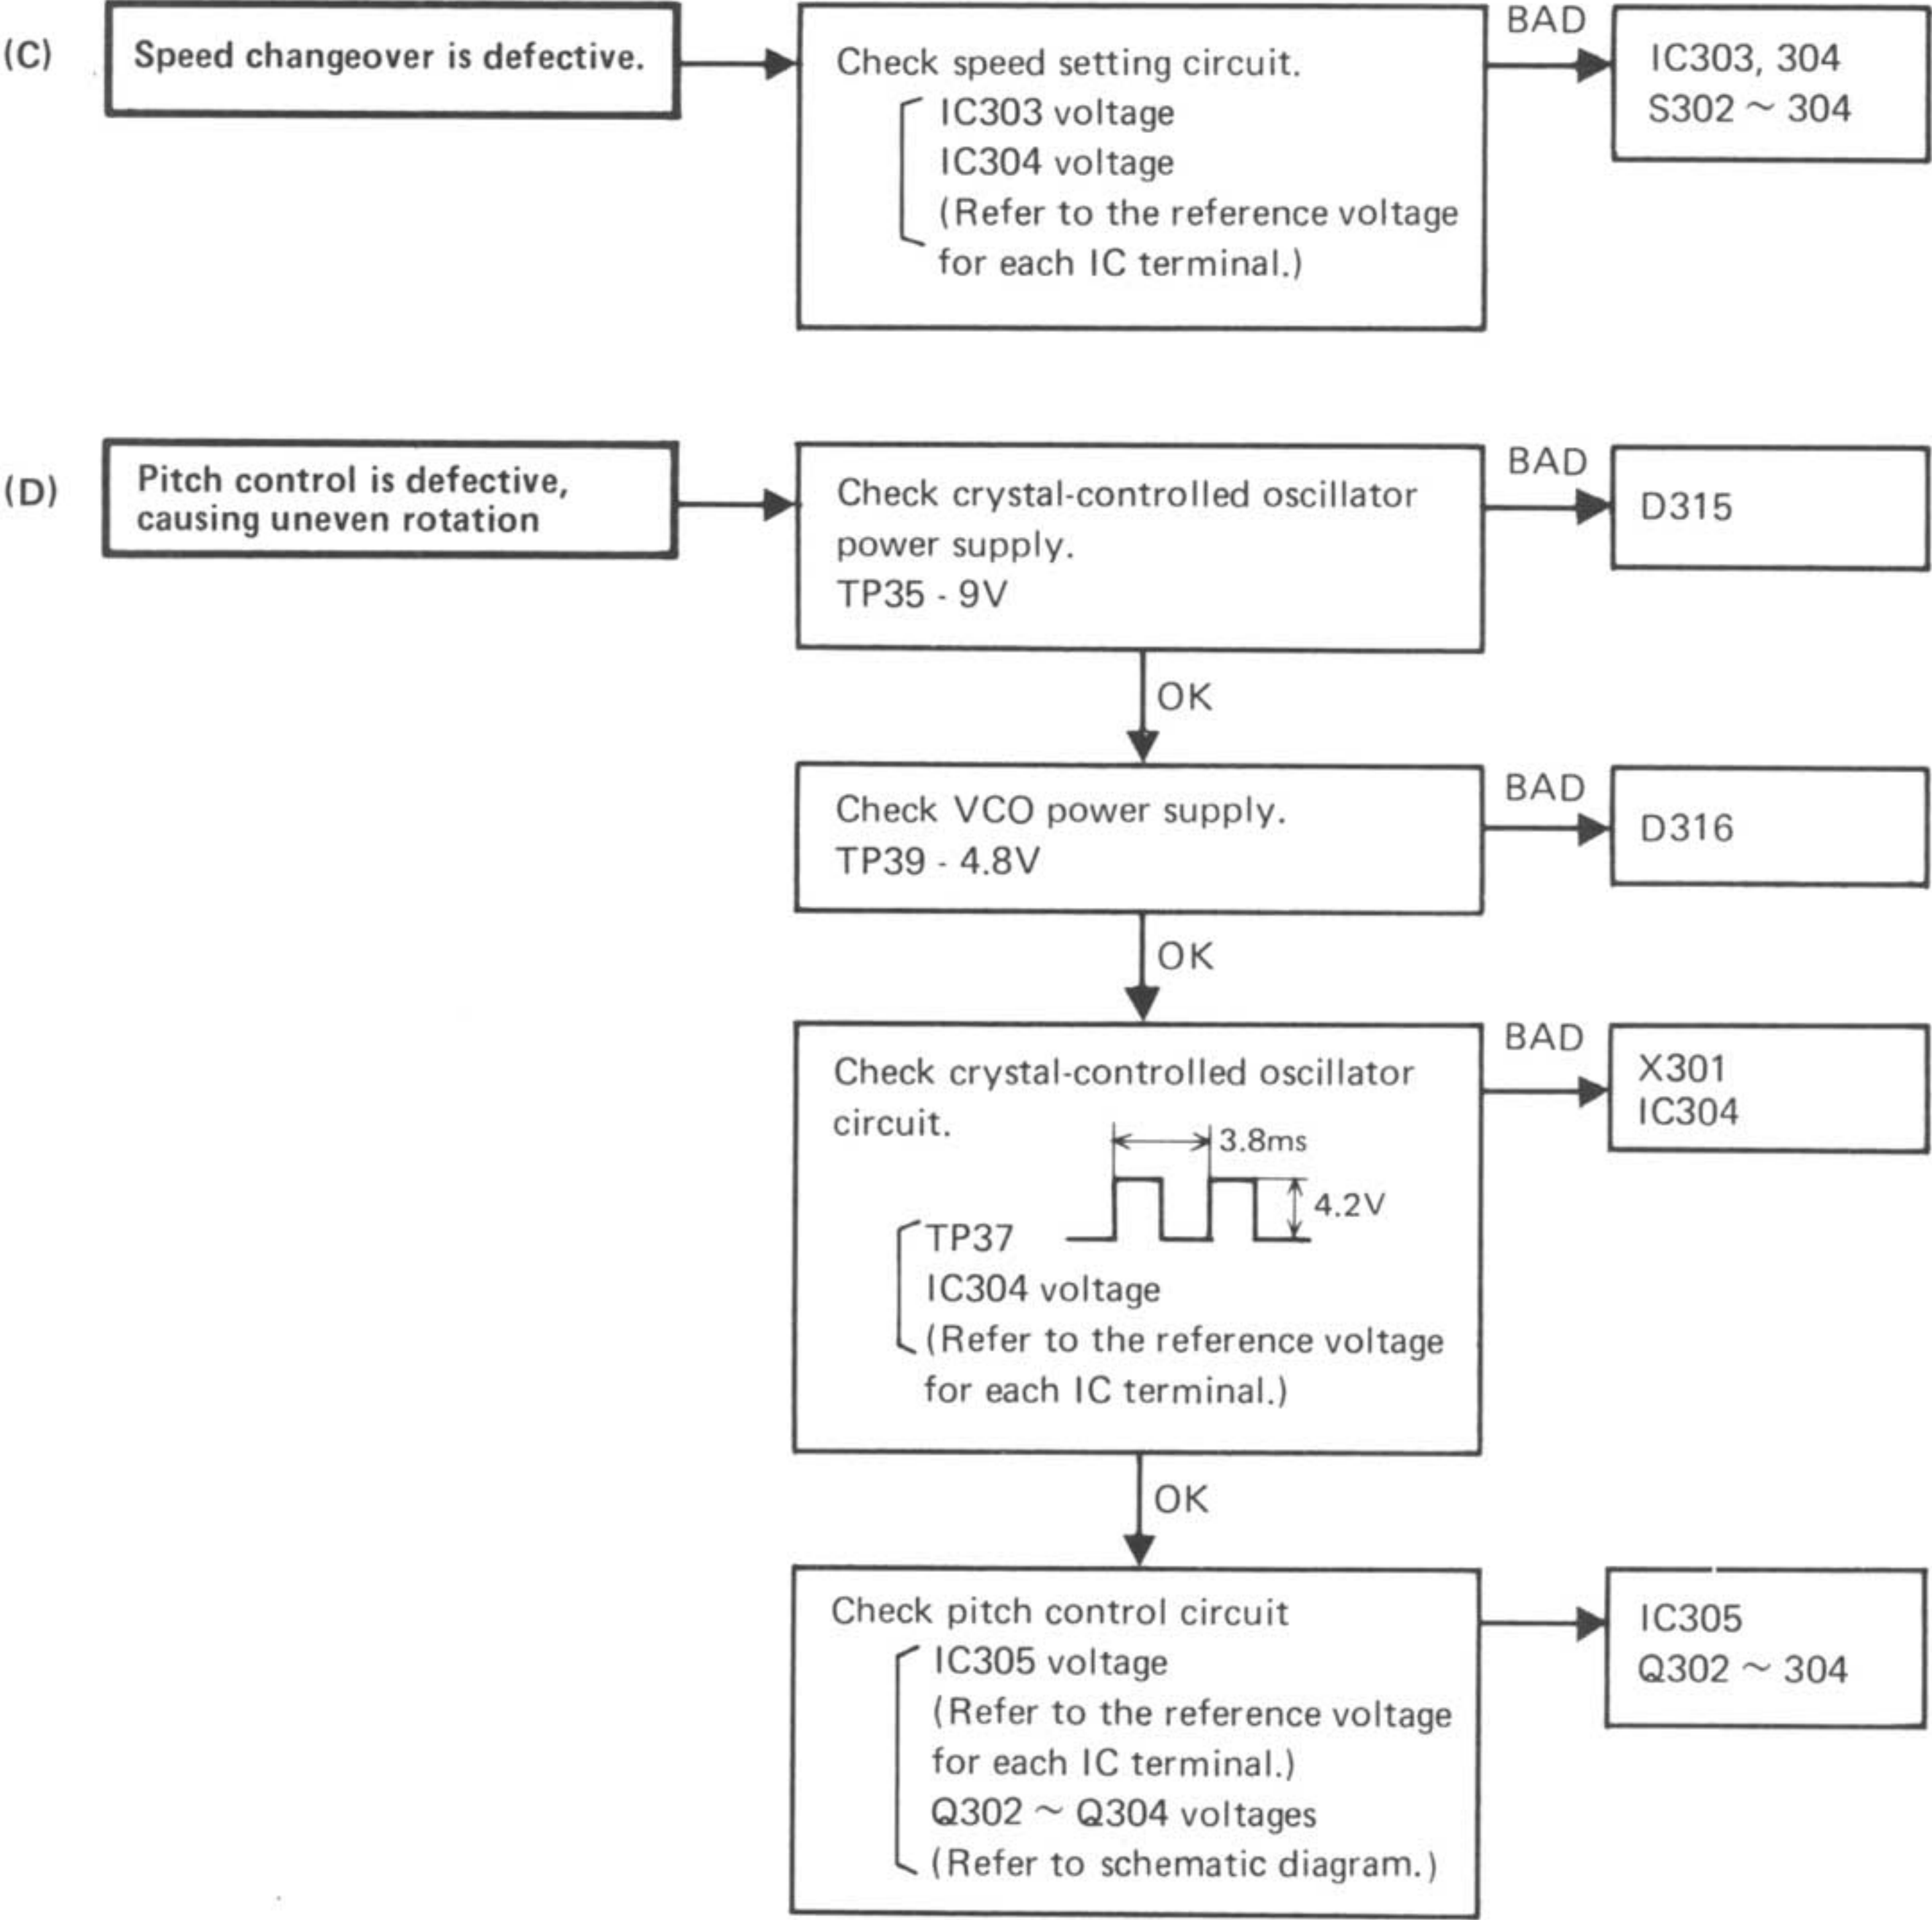 (C)
Speed changeover is defective.
Check speed setting circuit.
IC303 voltage
IC304 voltage
(Refer to the reference voltage
for each IC terminal.)
BAD
IC303, 304
S302 ~ 304
(D)
Pitch control is defective,
causing uneven rotation
Check crystal-controlled oscillator
power supply.
TP35 - 9V
BAD
D315
OK
Check VCO power supply.
TP39 - 4.8V
BAD
D316
OK
Check crystal-controlled oscillator
circuit.
3.8ms
4.2V
TP37
IC304 voltage
(Refer to the reference voltage
for each IC terminal.)
BAD
X301
IC304
OK
Check pitch control circuit
IC305 voltage
(Refer to the reference voltage
for each IC terminal.)
Q302 ~ Q304 voltages
(Refer to schematic diagram.)
IC305
Q302 ~ 304